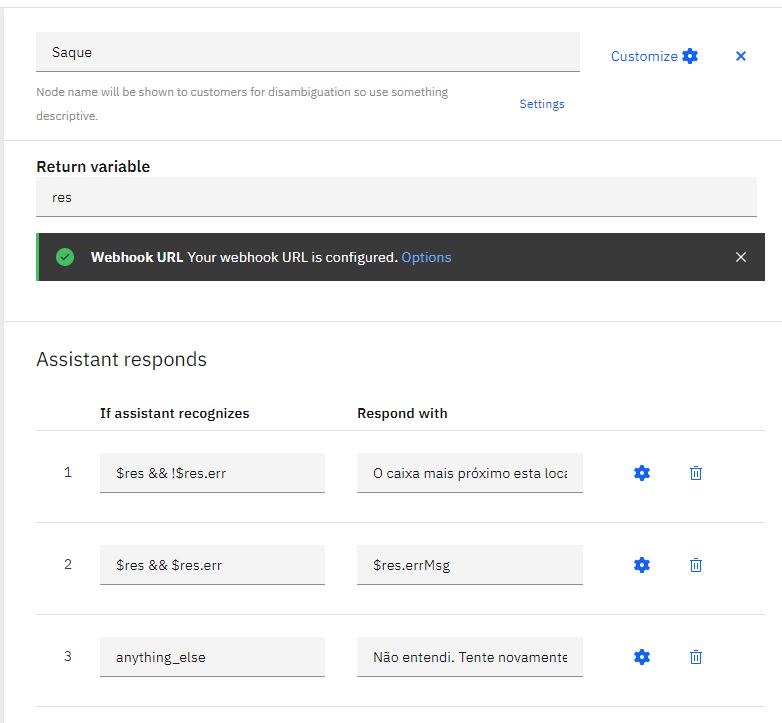 Saque
Customize
Node name will be shown to customers for disambiguation so use something
descriptive.
Settings
Return variable
res
Webhook URL Your webhook URL is configured. Options
Assistant responds
If assistant recognizes Respond with
1 $res && !$res.err O caixa mais próximo esta loca
2 $res && $res.err $res.errMsg
3 anything_else Não entendi. Tente novamente